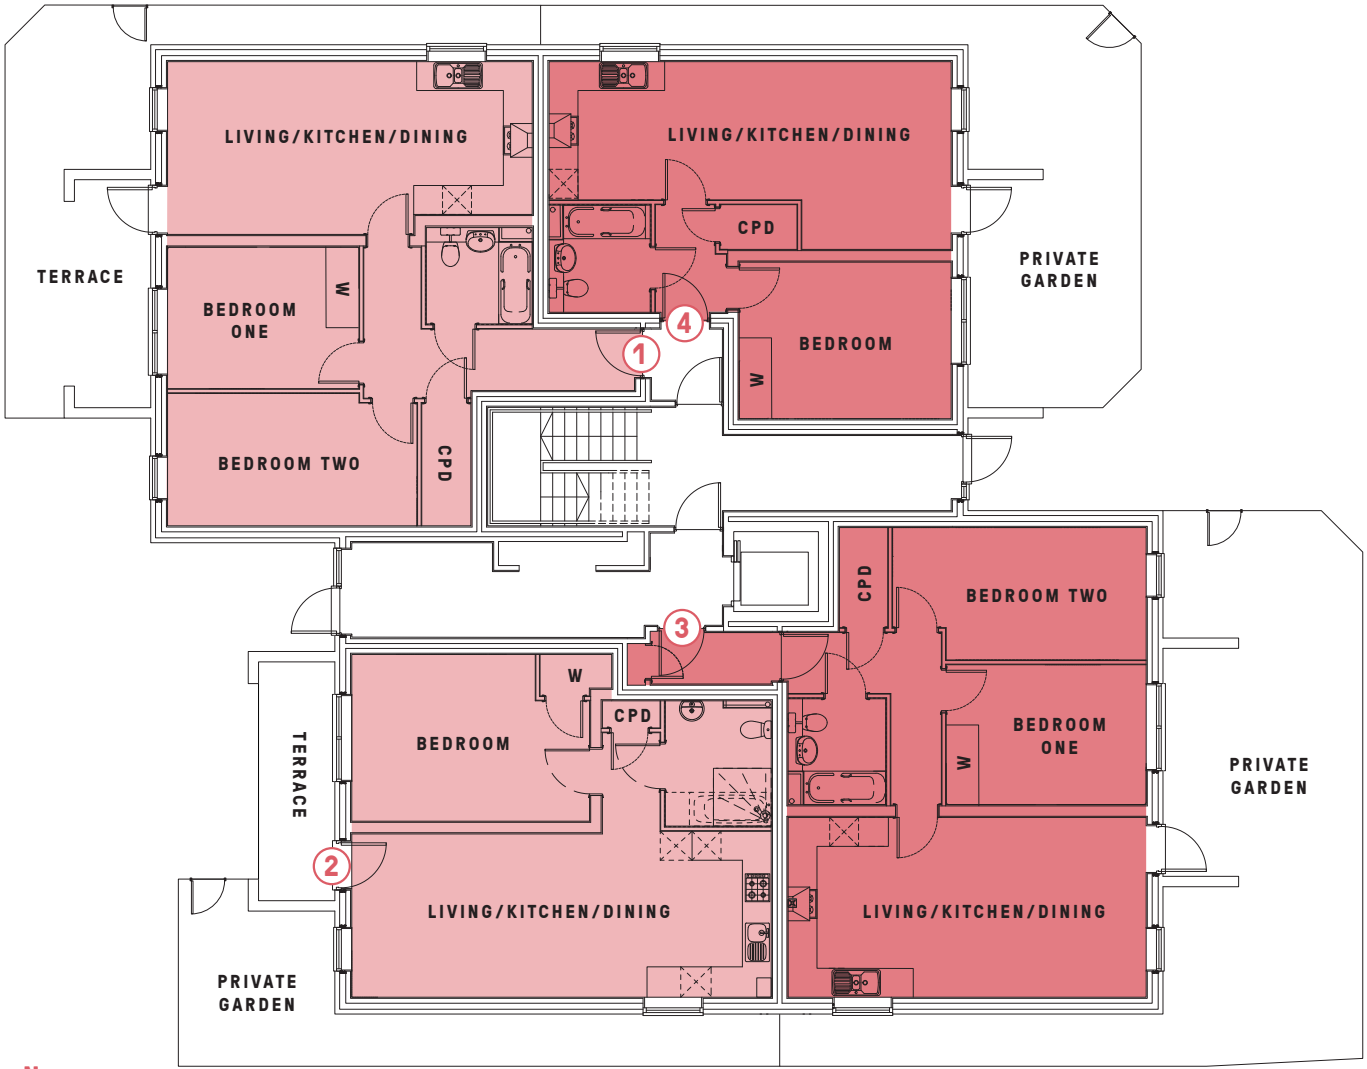 LIVING/KITCHEN/DINING
LIVING/KITCHEN/DINING
CPD
TERRACE
PRIVATE
GARDEN
W
BEDROOM
ONE
4
1
BEDROOM
W
BEDROOM TWO
CPD
CPD
BEDROOM TWO
3
W
CPD
BEDROOM
TERRACE
BEDROOM
ONE
W
PRIVATE
GARDEN
2
LIVING/KITCHEN/DINING
LIVING/KITCHEN/DINING
PRIVATE
GARDEN